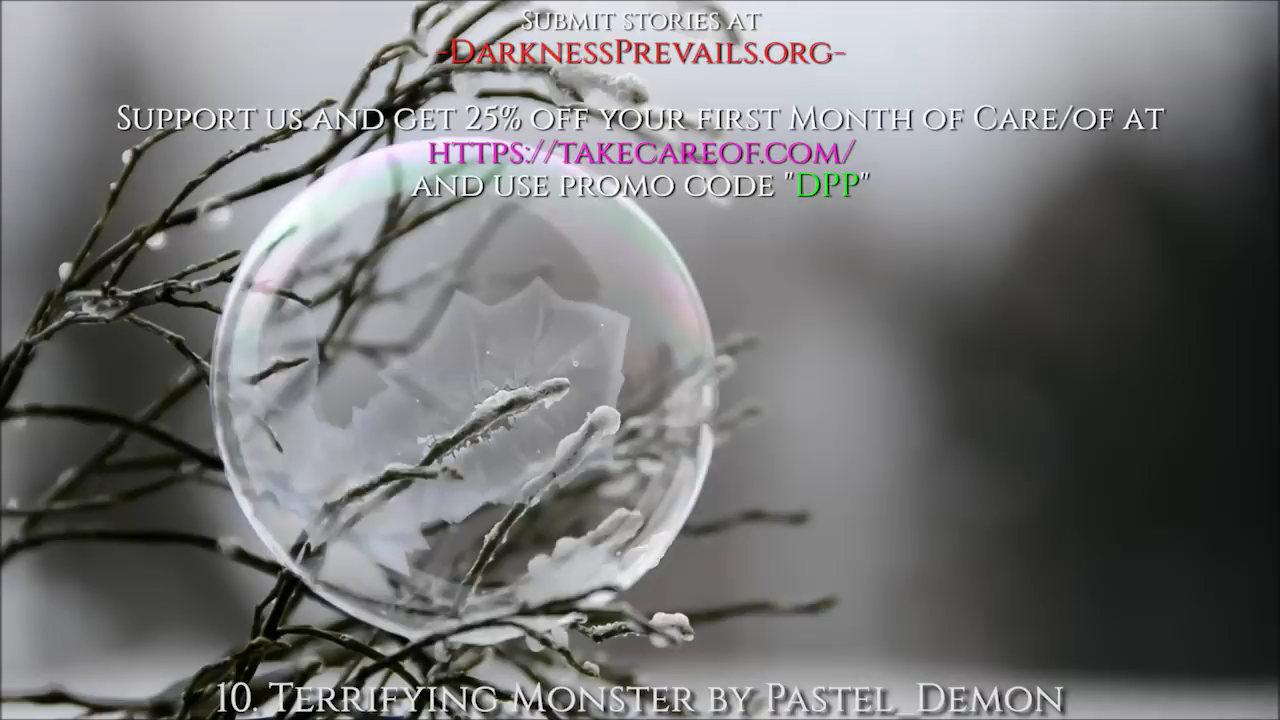 Submit stories at
-DarknessPrevails.org-
Support us and get 25% off your first Month of Care/of at
https://takecareof.com/
and use promo code "DPP"
10. Terrifying Monster by Pastel_Demon